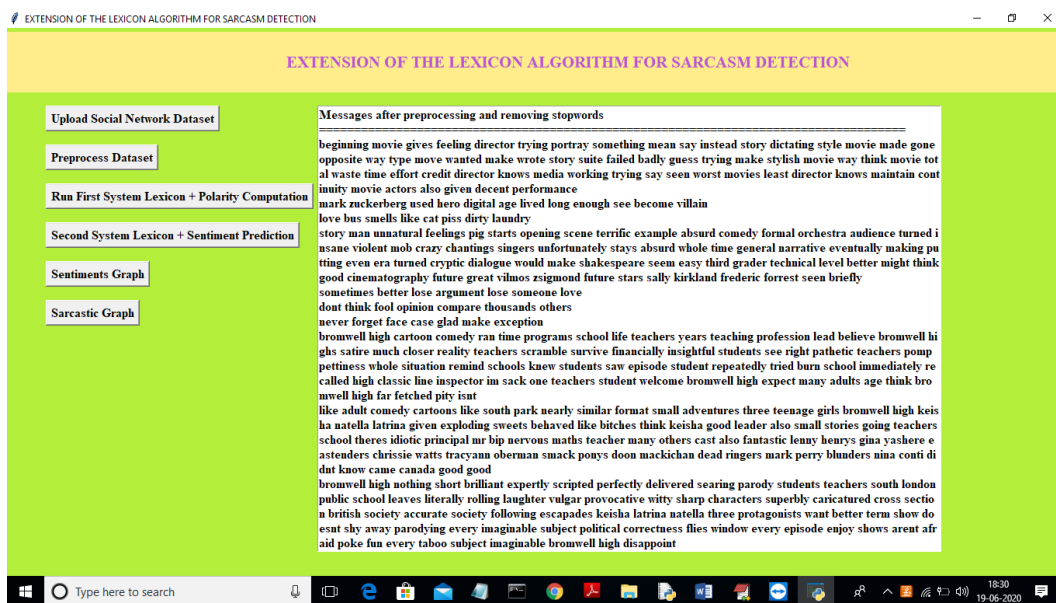 EXTENSION OF THE LEXICON ALGORITHM FOR SARCASM DETECTION
EXTENSION OF THE LEXICON ALGORITHM FOR SARCASM DETECTION
Upload Social Network Dataset
Preprocess Dataset
Run First System Lexicon + Polarity Computation
Second System Lexicon + Sentiment Prediction
Sentiments Graph
Sarcastic Graph
Messages after preprocessing and removing stopwords
====================================================================================
beginning movie gives feeling director trying portray something mean say instead story dictating style movie made gone
opposite way type move wanted make wrote story suite failed badly guess trying make stylish movie way think movie tot
al waste time effort credit director knows media working trying say seen worst movies least director knows maintain cont
inuity movie actors also given decent performance
mark zuckerberg used hero digital age lived long enough see become villain
love bus smells like cat piss dirty laundry
story man unnatural feelings pig starts opening scene terrific example absurd comedy formal orchestra audience turned i
nsane violent mob crazy chantings singers unfortunately stays absurd whole time general narrative eventually making pu
tting even era turned cryptic dialogue would make shakespeare seem easy third grader technical level better might think
good cinematography future great vilmos zsigmond future stars sally kirkland frederic forrest seen briefly
sometimes better lose argument lose someone love
dont think fool opinion compare thousands others
never forget face case glad make exception
bromwell high cartoon comedy ran time programs school life teachers years teaching profession lead believe bromwell hi
ghs satire much closer reality teachers scramble survive financially insightful students see right pathetic teachers pomp
pettiness whole situation remind schools knew students saw episode student repeatedly tried burn school immediately re
called high classic line inspector im sack one teachers student welcome bromwell high expect many adults age think bro
mwell high far fetched pity isnt
like adult comedy cartoons like south park nearly similar format small adventures three teenage girls bromwell high keis
ha natella latrina given exploding sweets behaved like bitches think keisha good leader also small stories going teachers
school theres idiotic principal mr bip nervous maths teacher many others cast also fantastic lenny henrys gina yashere e
astenders chrissie watts tracyann oberman smack ponys doon mackichan dead ringers mark perry blunders nina conti di
dnt know came canada good good
bromwell high nothing short brilliant expertly scripted perfectly delivered searing parody students teachers south london
public school leaves literally rolling laughter vulgar provocative witty sharp characters superbly caricatured cross sectio
n british society accurate society following escapades keisha latrina natella three protagonists want better term show do
esnt shy away parodying every imaginable subject political correctness flies window every episode enjoy shows arent afr
aid poke fun every taboo subject imaginable bromwell high disappoint
Type here to search
18:30
19-06-2020